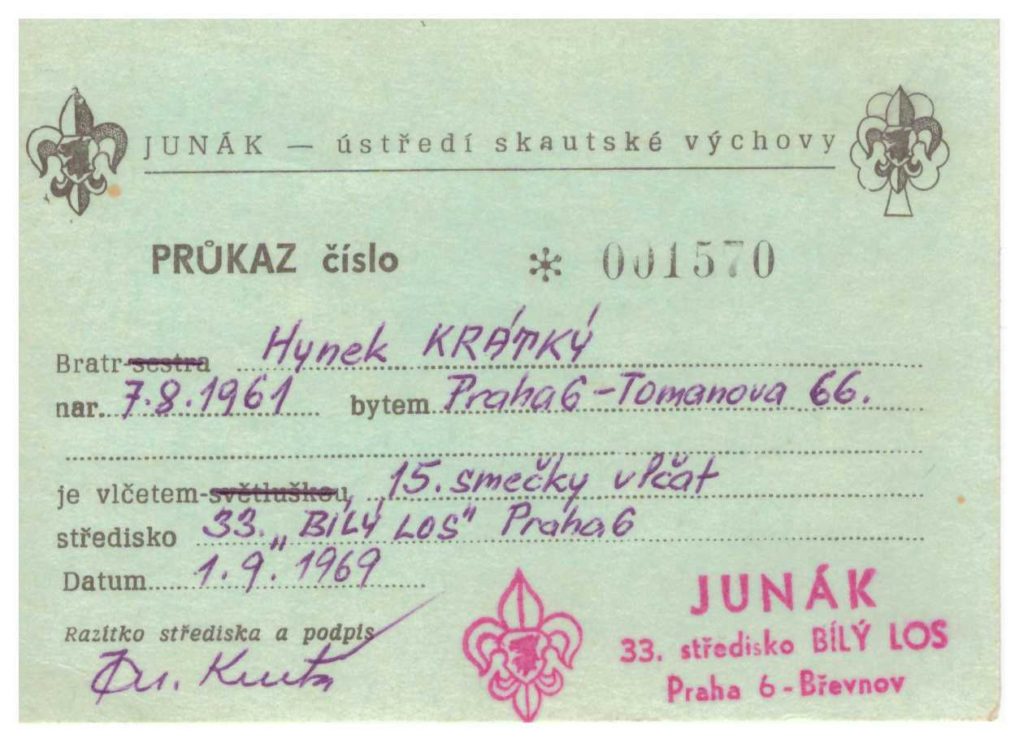 JUNÁK — ústředí skautské výchovy
PRŮKAZ číslo * 001570
Bratr-sestra Hynek KRÁTKÝ
nar. 7.8.1961 bytem Praha 6 - Tomanova 66.
je vlčetem-světluškou, 15. smečky vlčat
středisko 33. „BÍLÝ LOS" Praha 6
Datum 1.9.1969
Razítko střediska a podpis
JUNÁK
33. středisko BÍLÝ LOS
Praha 6 - Břevnov